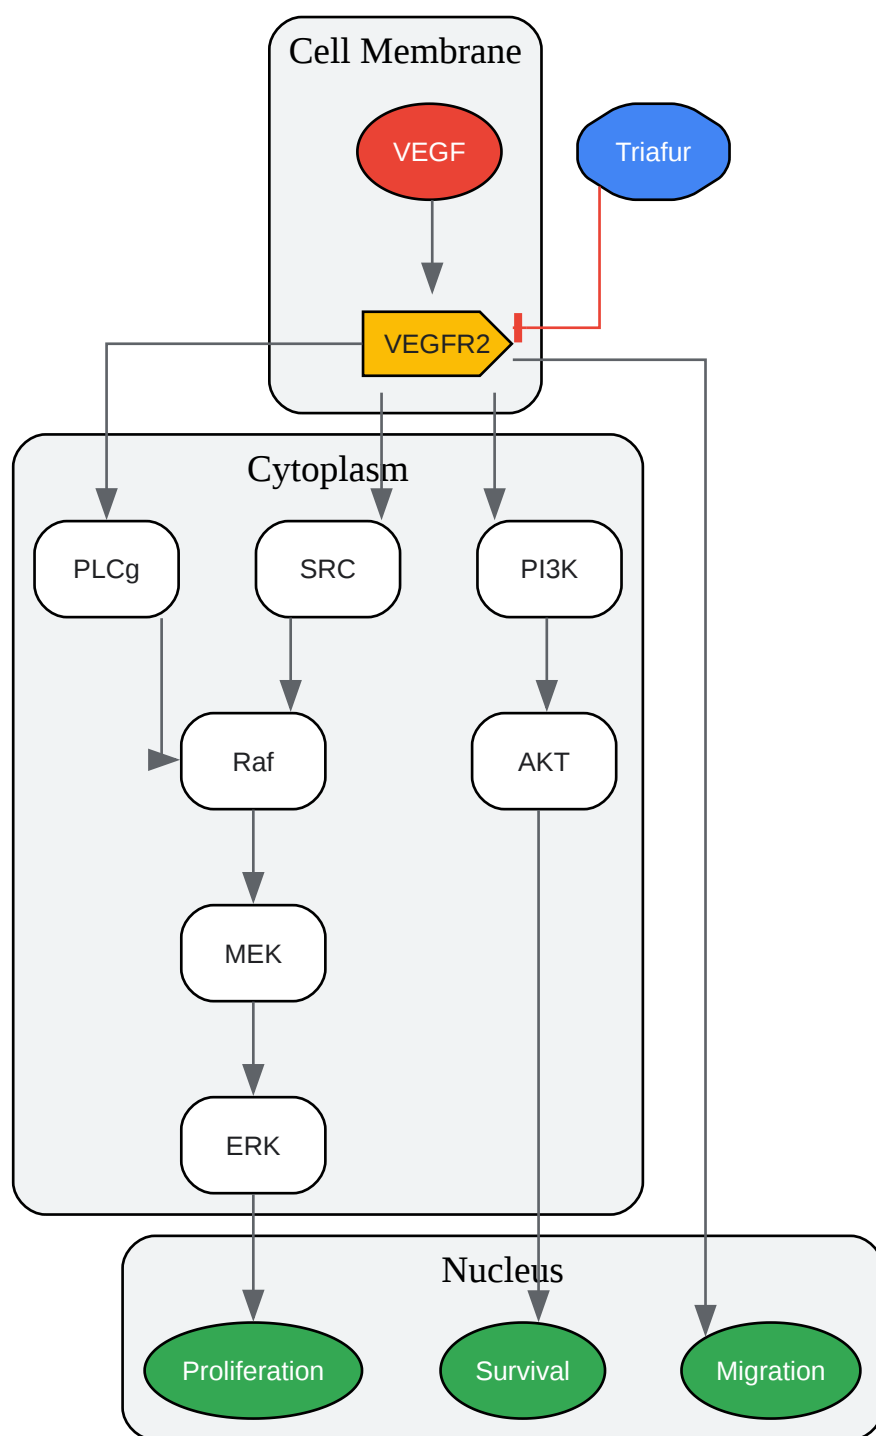 Cell Membrane
VEGF
Triafur
VEGFR2
Cytoplasm
PLCg
SRC
PI3K
Raf
AKT
MEK
ERK
Nucleus
Proliferation
Survival
Migration